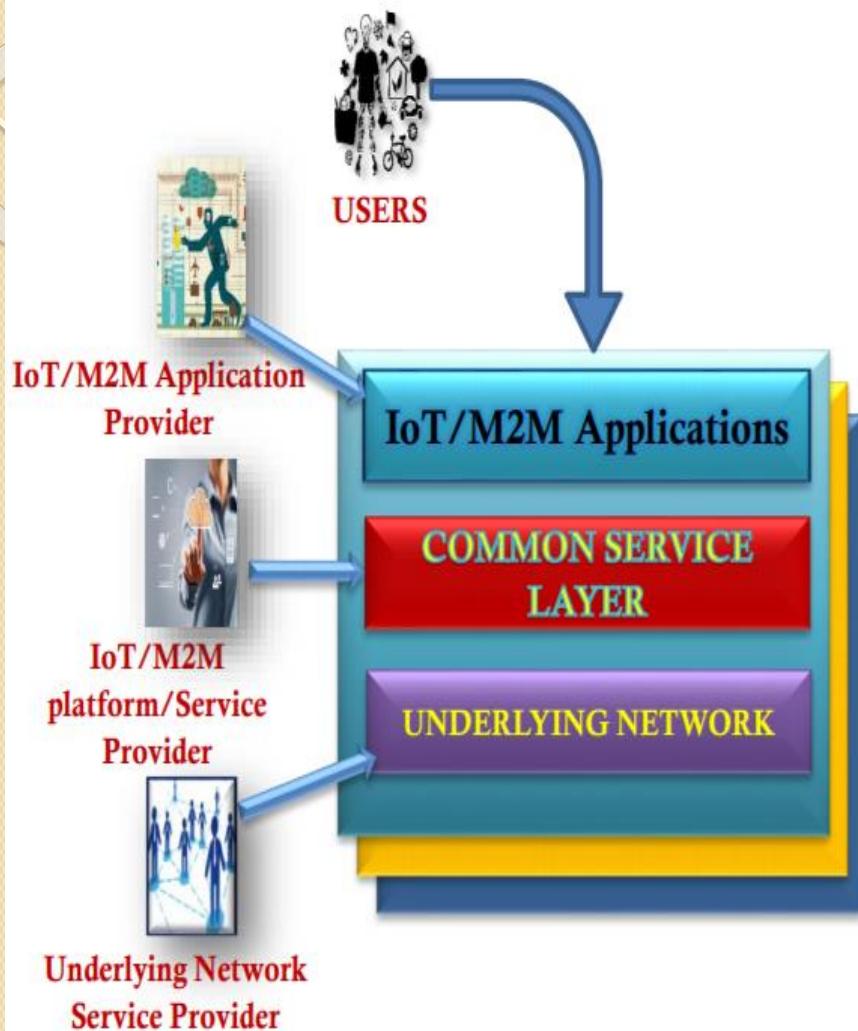 USERS
IoT/M2M Application
Provider
IoT/M2M Applications
COMMON SERVICE
LAYER
IoT/M2M
platform/Service
Provider
UNDERLYING NETWORK
Underlying Network
Service Provider